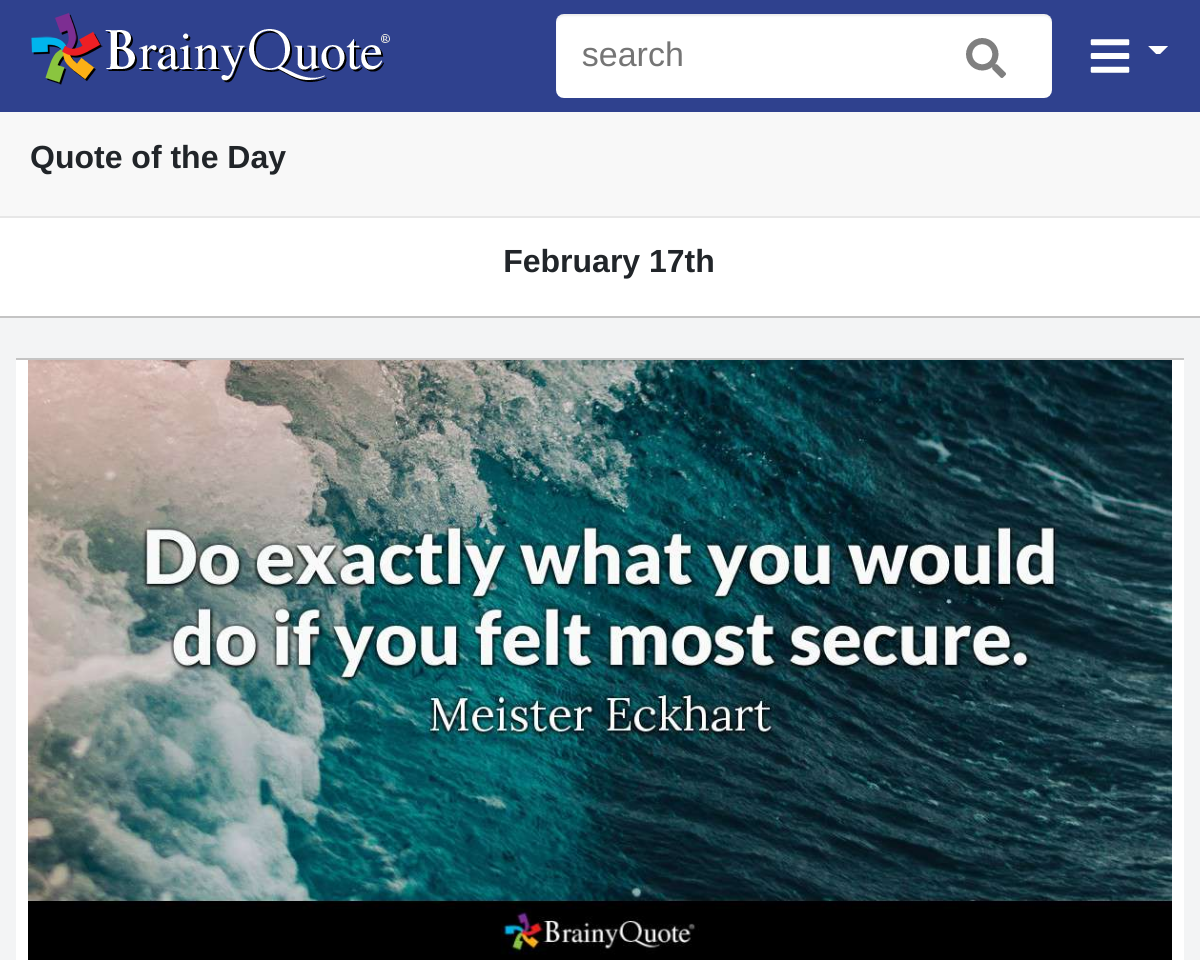 BrainyQuote®
search
Quote of the Day
February 17th
Do exactly what you would
do if you felt most secure.
Meister Eckhart
BrainyQuote®